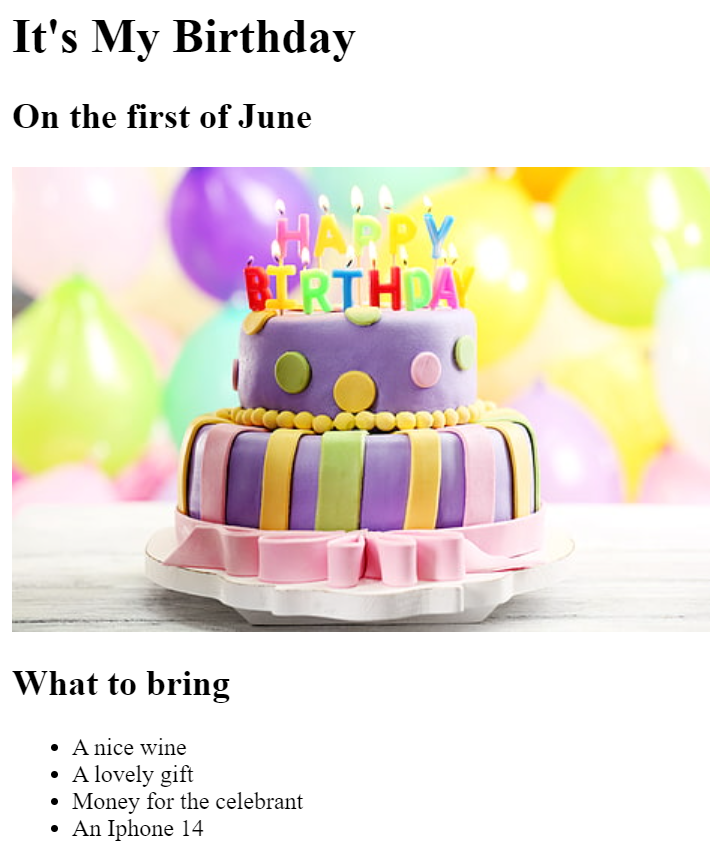 It's My Birthday
On the first of June
HAPPY
BIRTHDAY
What to bring
A nice wine
A lovely gift
Money for the celebrant
An Iphone 14